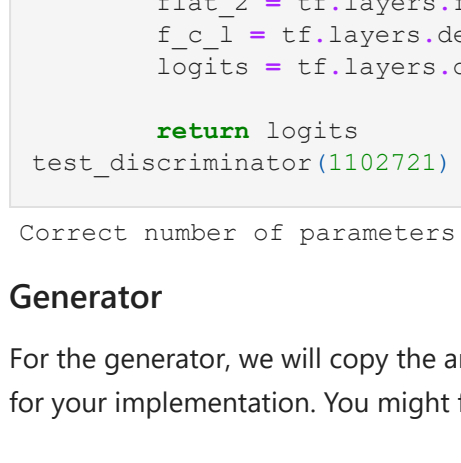 flat_2 = tf.layers.f
f_c_l = tf.layers.de
logits = tf.layers.c
return logits
test_discriminator(1102721)
Correct number of parameters
Generator
For the generator, we will copy the a
for your implementation. You might f